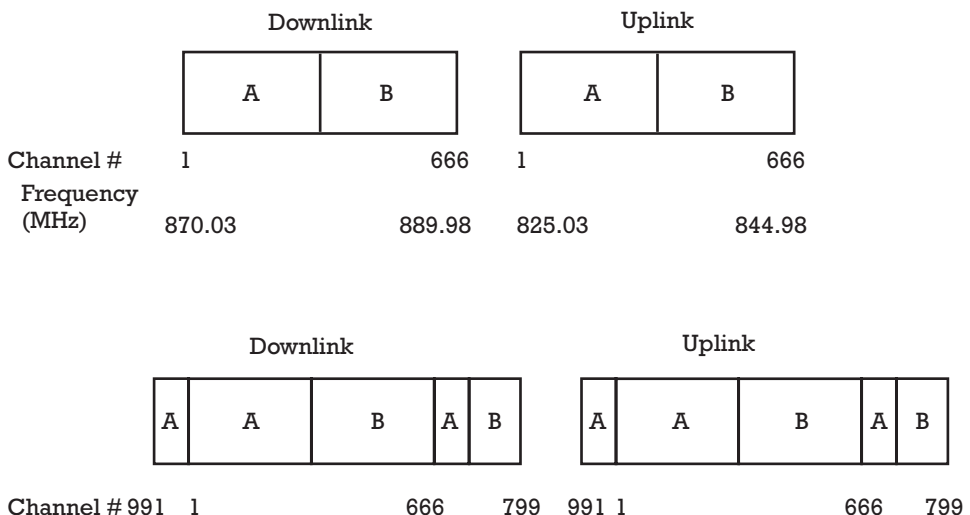 Downlink Uplink
A B A B
Channel # 1 666 1 666
Frequency
(MHz) 870.03 889.98 825.03 844.98
Downlink Uplink
A A B A B A A B A B
Channel # 991 1 666 799 991 1 666 799